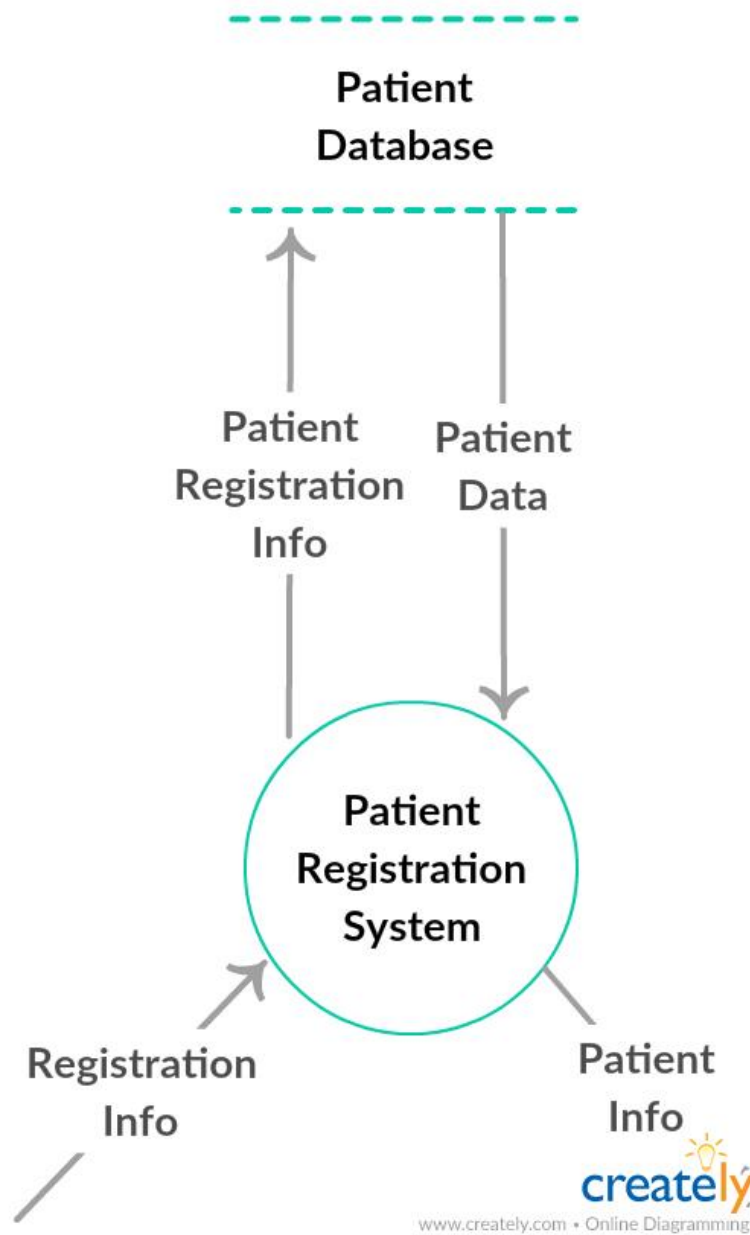 Patient
Database
Patient
Registration
Info
Patient
Data
Patient
Registration
System
Registration
Info
Patient
Info
creately
www.creately.com • Online Diagramming